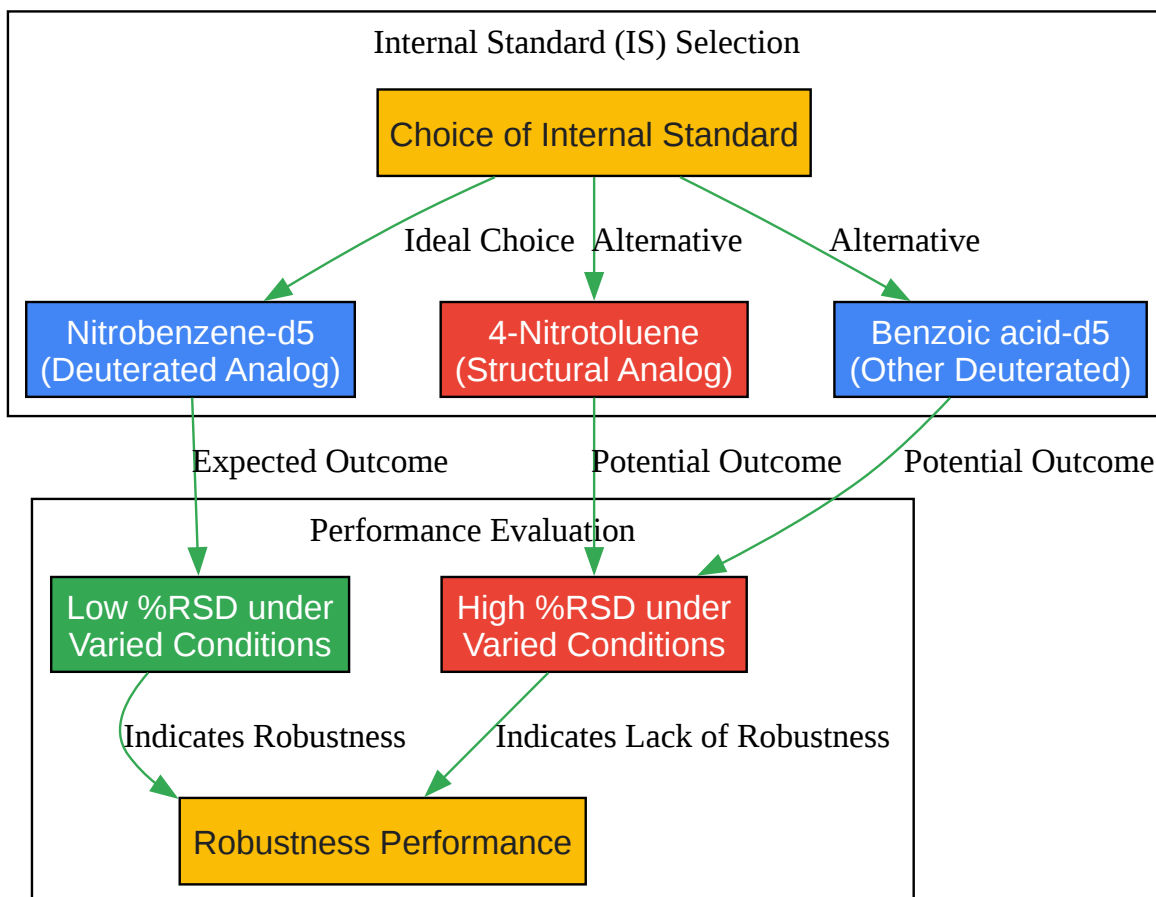 Internal Standard (IS) Selection
Choice of Internal Standard
Ideal Choice
Alternative
Alternative
Nitrobenzene-d5
(Deuterated Analog)
4-Nitrotoluene
(Structural Analog)
Benzoic acid-d5
(Other Deuterated)
Expected Outcome
Potential Outcome
Potential Outcome
Performance Evaluation
Low %RSD under
Varied Conditions
High %RSD under
Varied Conditions
Indicates Robustness
Indicates Lack of Robustness
Robustness Performance